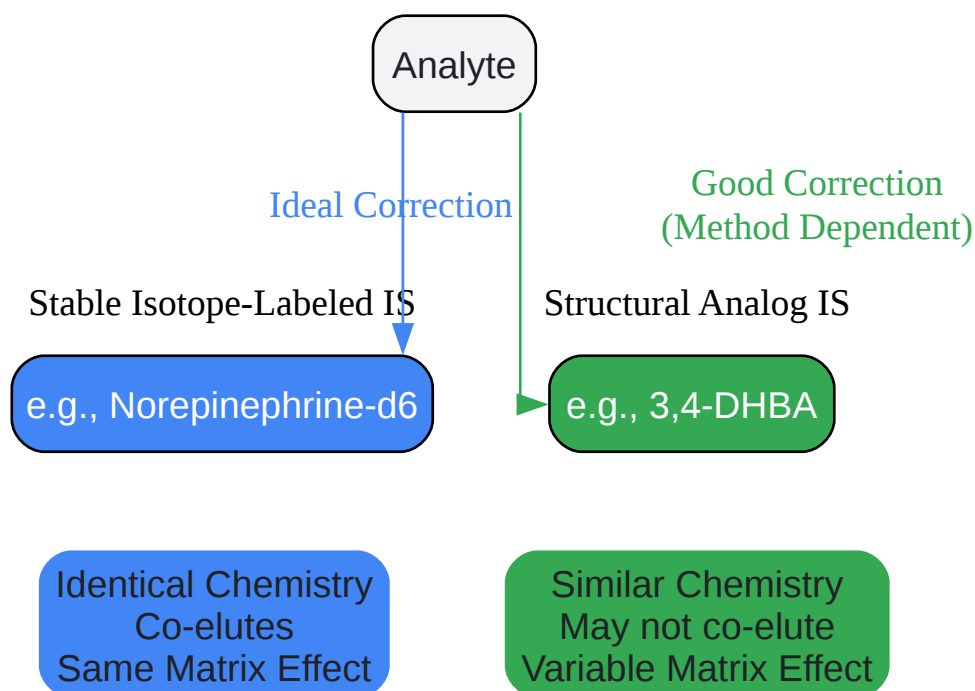 Analyte
Ideal Correction
Good Correction
(Method Dependent)
Stable Isotope-Labeled IS
Structural Analog IS
e.g., Norepinephrine-d6
e.g., 3,4-DHBA
Identical Chemistry
Co-elutes
Same Matrix Effect
Similar Chemistry
May not co-elute
Variable Matrix Effect